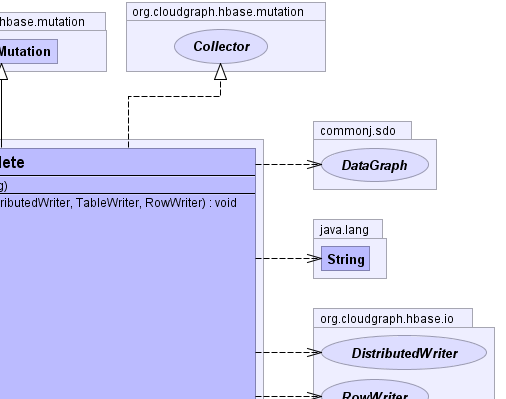 hbase.mutation
org.cloudgraph.hbase.mutation
Mutation
Collector
commonj.sdo
DataGraph
lete
g)
ributedWriter, TableWriter, RowWriter) : void
java.lang
String
org.cloudgraph.hbase.io
DistributedWriter
RowWriter